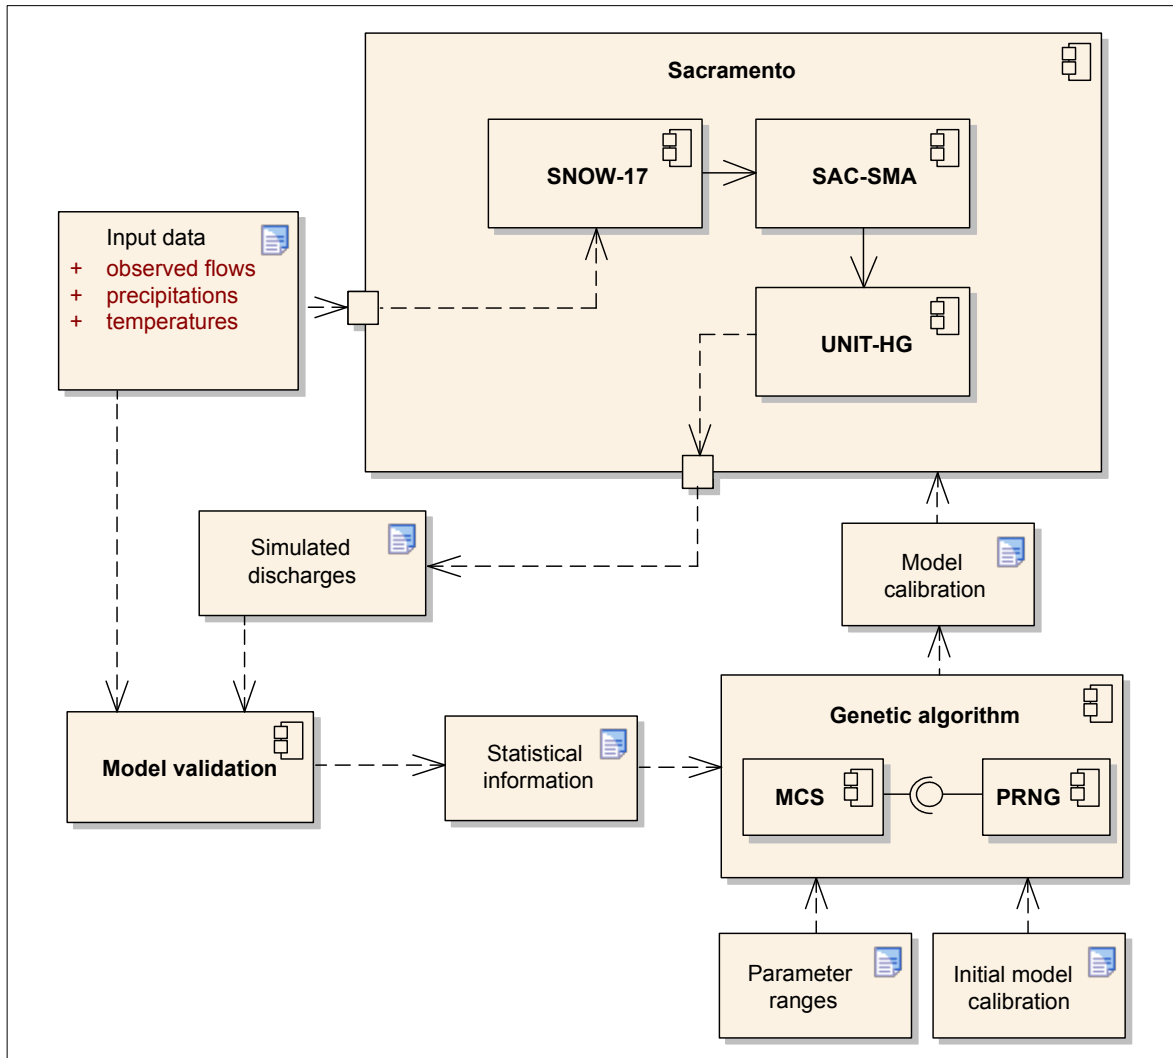 Sacramento
SNOW-17
SAC-SMA
Input data
+ observed flows
+ precipitations
+ temperatures
UNIT-HG
Simulated
discharges
Model
calibration
Genetic algorithm
Model validation
Statistical
information
MCS
PRNG
Parameter
ranges
Initial model
calibration